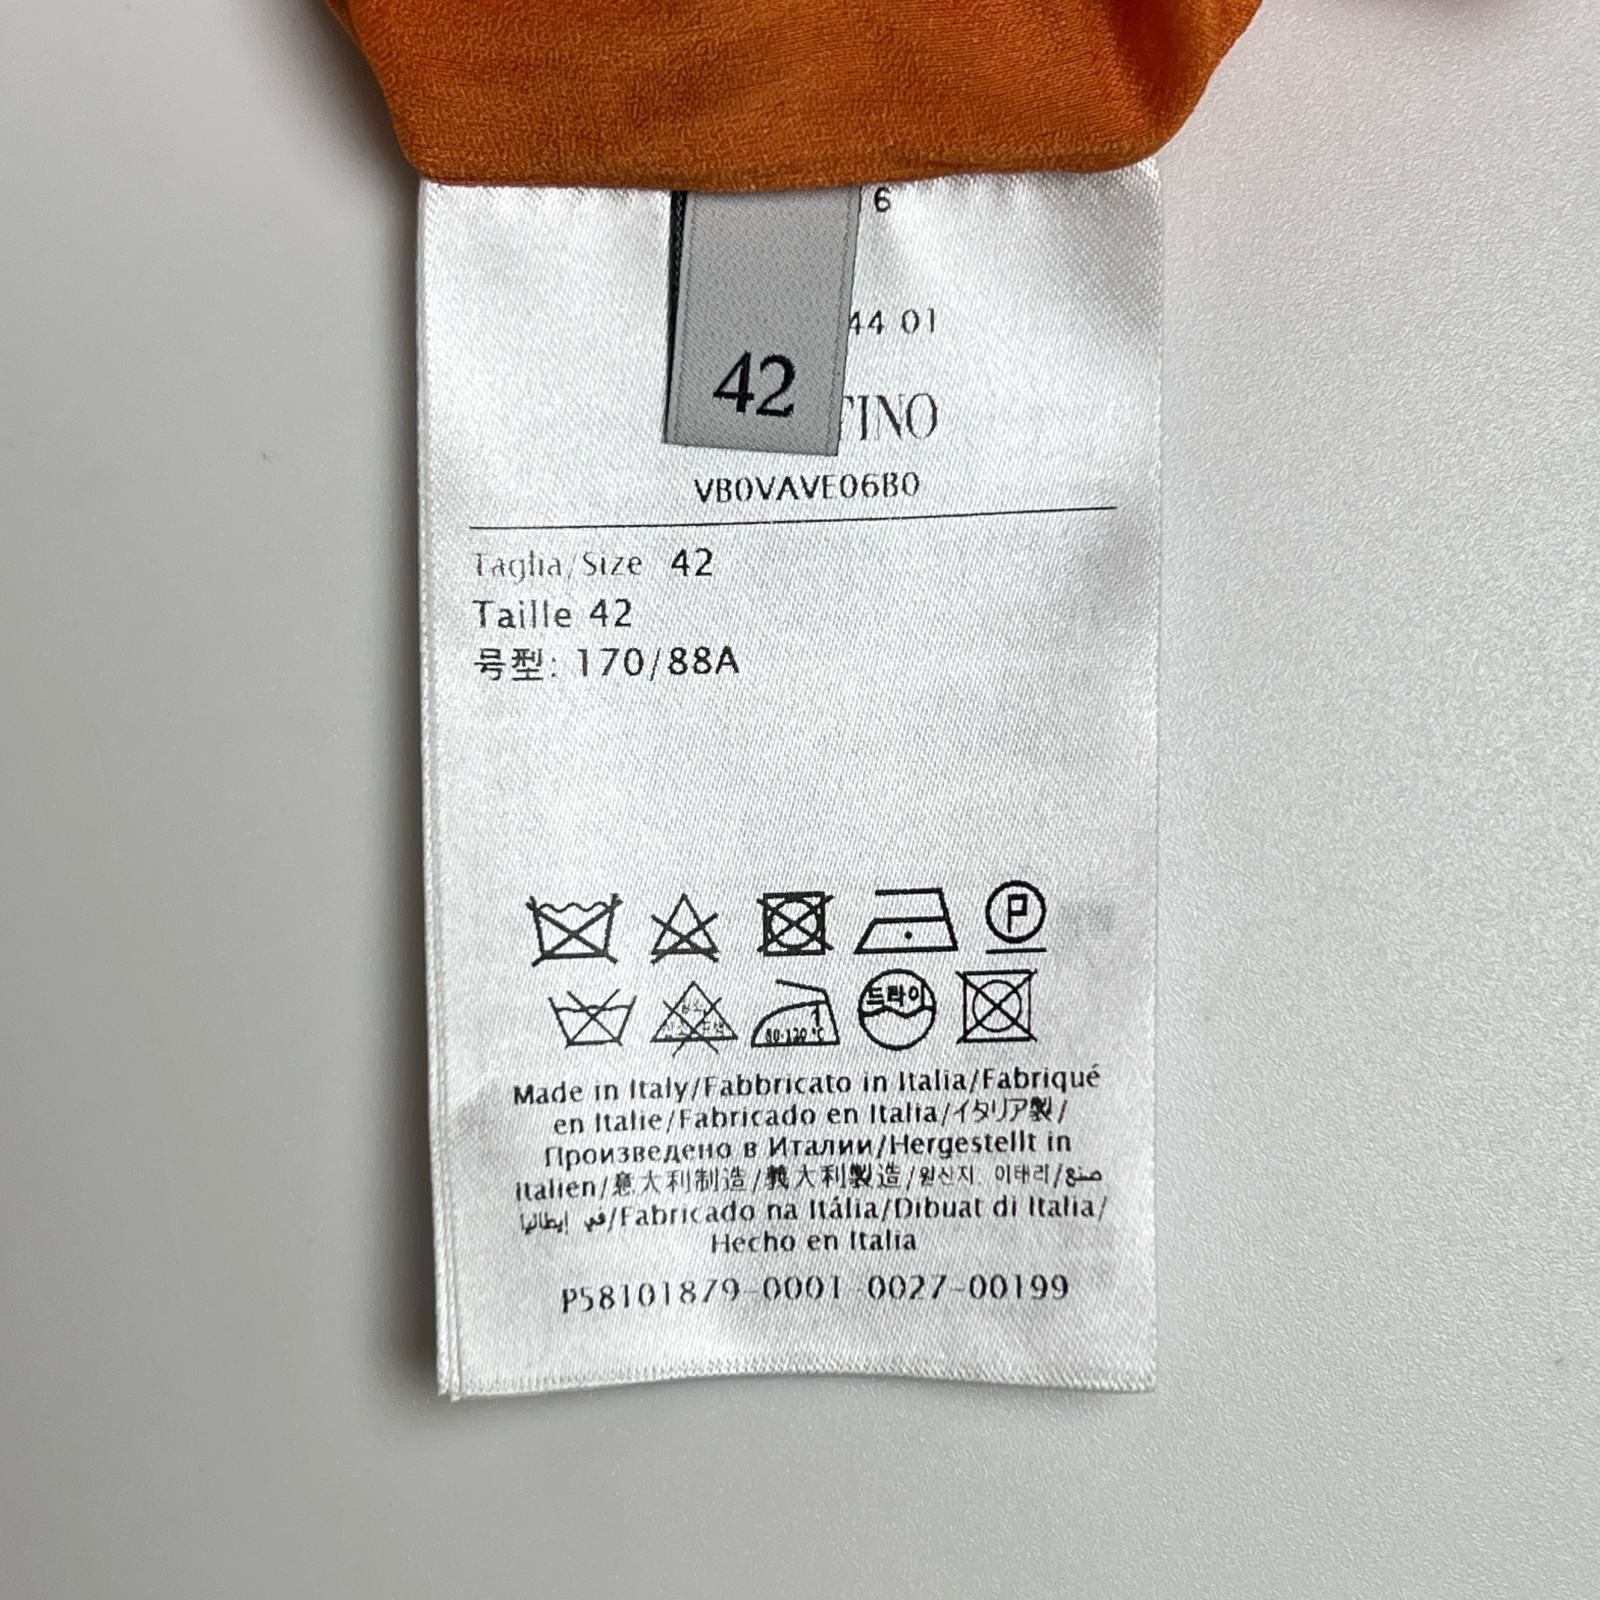 6
44 01
42
TINO
VB0VAVE06B0
Taglia/Size 42
Taille 42
号型: 170/88A
P
드라이
80-120°C
Made in Italy/Fabbricato in Italia/Fabriqué
en Italie/Fabricado en Italia/イタリア製/
Произведено в Италии/Hergestellt in
Italien/意大利制造/義大利製造/원산지: 이태리/صنع
في إيطاليا/Fabricado na Itália/Dibuat di Italia/
Hecho en Italia
P58101879-0001-0027-00199